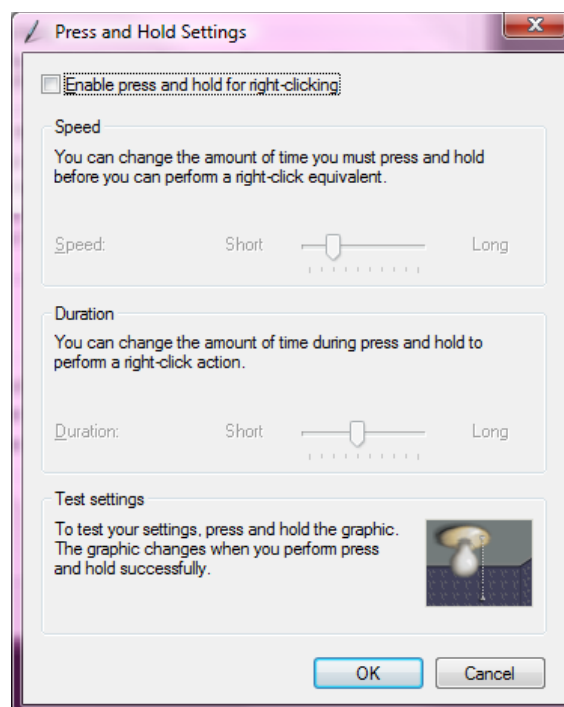 Press and Hold Settings
Enable press and hold for right-clicking
Speed
You can change the amount of time you must press and hold
before you can perform a right-click equivalent.
Speed: Short Long
Duration
You can change the amount of time during press and hold to
perform a right-click action.
Duration: Short Long
Test settings
To test your settings, press and hold the graphic.
The graphic changes when you perform press
and hold successfully.
OK Cancel